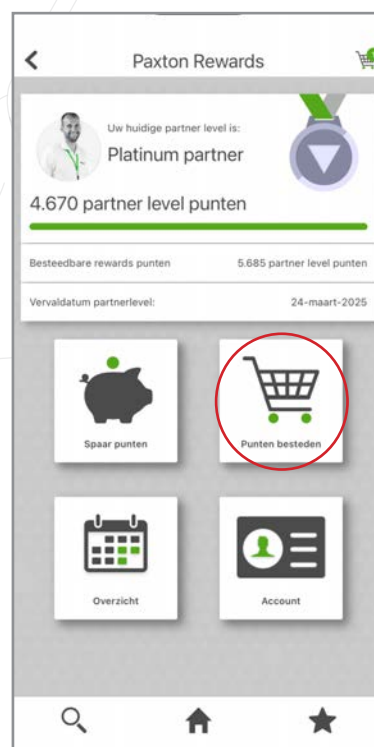 Paxton Rewards
Uw huidige partner level is:
Platinum partner
4.670 partner level punten
Besteedbare rewards punten 5.685 partner level punten
Vervaldatum partnerlevel: 24-maart-2025
Spaar punten Punten besteden
Overzicht Account